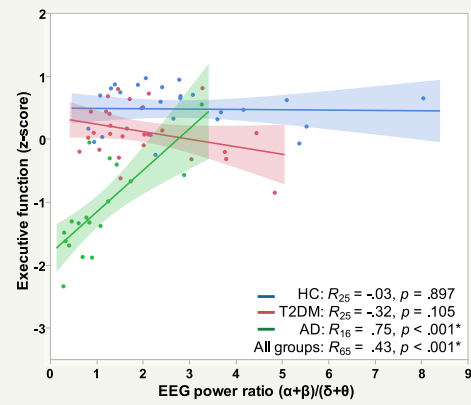 Executive function (z-score)
2
1
0
-1
-2
-3
HC: R25 = -.03, p = .897
T2DM: R25 = -.32, p = .105
AD: R16 = .75, p < .001*
All groups: R65 = .43, p < .001*
0 1 2 3 4 5 6 7 8 9
EEG power ratio (α+β)/(δ+θ)